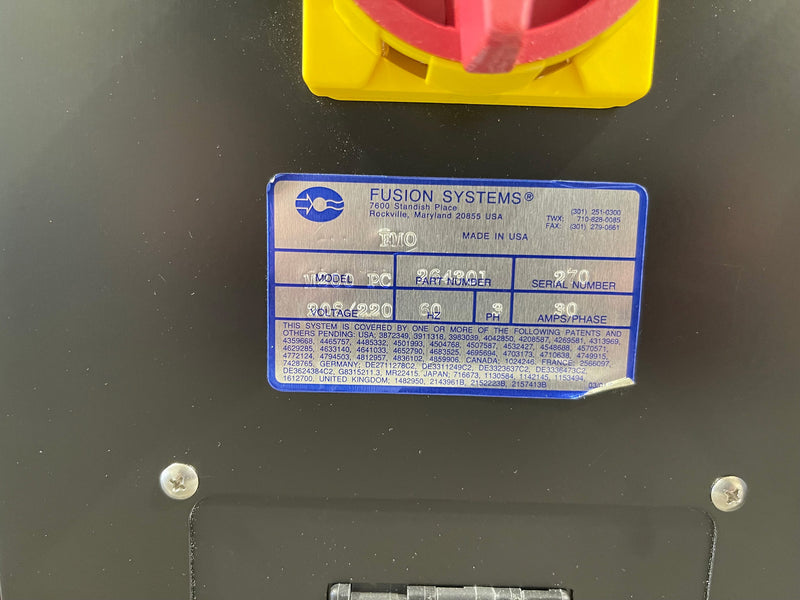 FUSION SYSTEMS®
7600 Standish Place
Rockville, Maryland 20855 USA
(301) 251-0300
TWX: 710-828-0085
FAX: (301) 279-0661
MADE IN USA
PC 264301 270
MODEL PART NUMBER SERIAL NUMBER
208/220 60 3 30
VOLTAGE HZ PH AMPS/PHASE
THIS SYSTEM IS COVERED BY ONE OR MORE OF THE FOLLOWING PATENTS AND
OTHERS PENDING: USA, 3872349, 3911318, 3983039, 4042850, 4208587, 4269581, 4313969,
4359668, 4465757, 4485332, 4501993, 4504768, 4507587, 4532427, 4548688, 4570571,
4629285, 4633140, 4641033, 4652790, 4683525, 4695694, 4703173, 4710638, 4749915,
4772124, 4794503, 4812957, 4836102, 4859906. CANADA; 1024246, FRANCE: 2566097,
7428765, GERMANY: DE2711278C2, DE3311249C2, DE3323637C2, DE3336473C2,
DE3624384C2, G8315211.3, MR22415. JAPAN; 716673, 1130584, 1142145, 1153494,
1612700. UNITED KINGDOM; 1482950, 2143961B, 2152223B, 2157413B